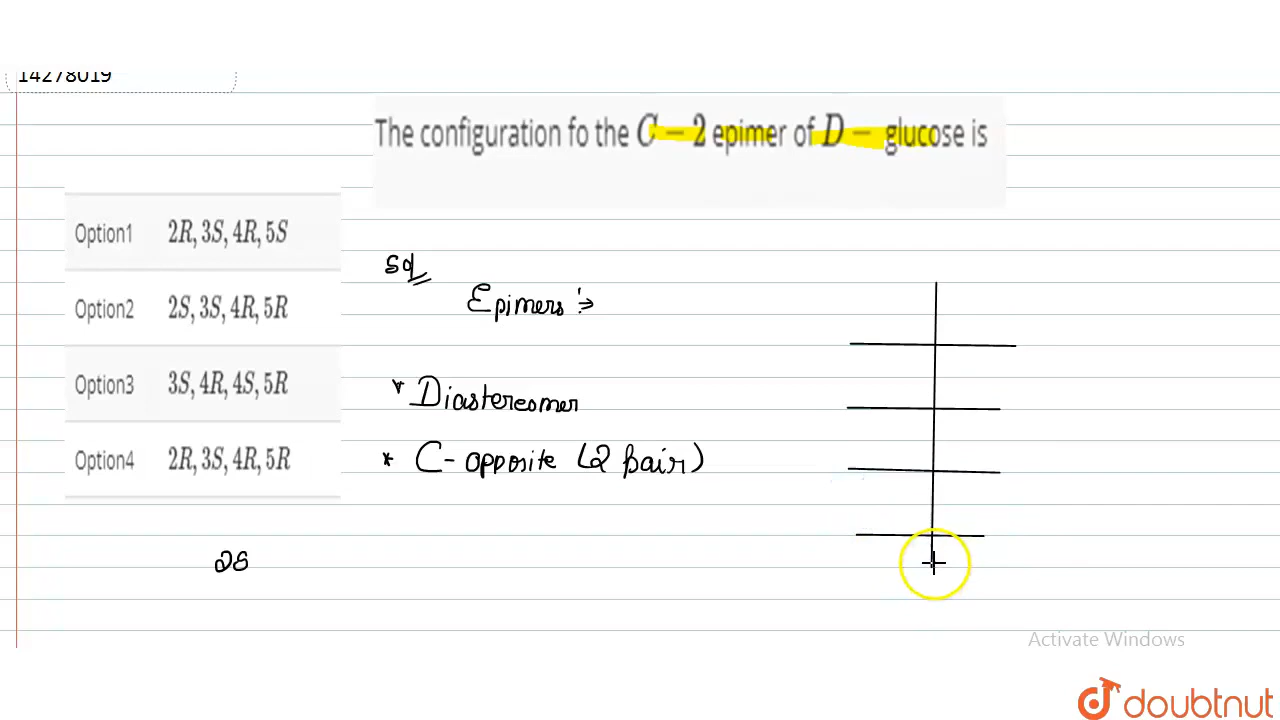 14278019
The configuration fo the C − 2 epimer of D − glucose is
Option1 2R, 3S, 4R, 5S
Option2 2S, 3S, 4R, 5R
Option3 3S, 4R, 4S, 5R
Option4 2R, 3S, 4R, 5R
Sol
Epimers :⇒
* Diastereomer
* C- opposite (2 pair)
2S
Activate Windows
doubtnut